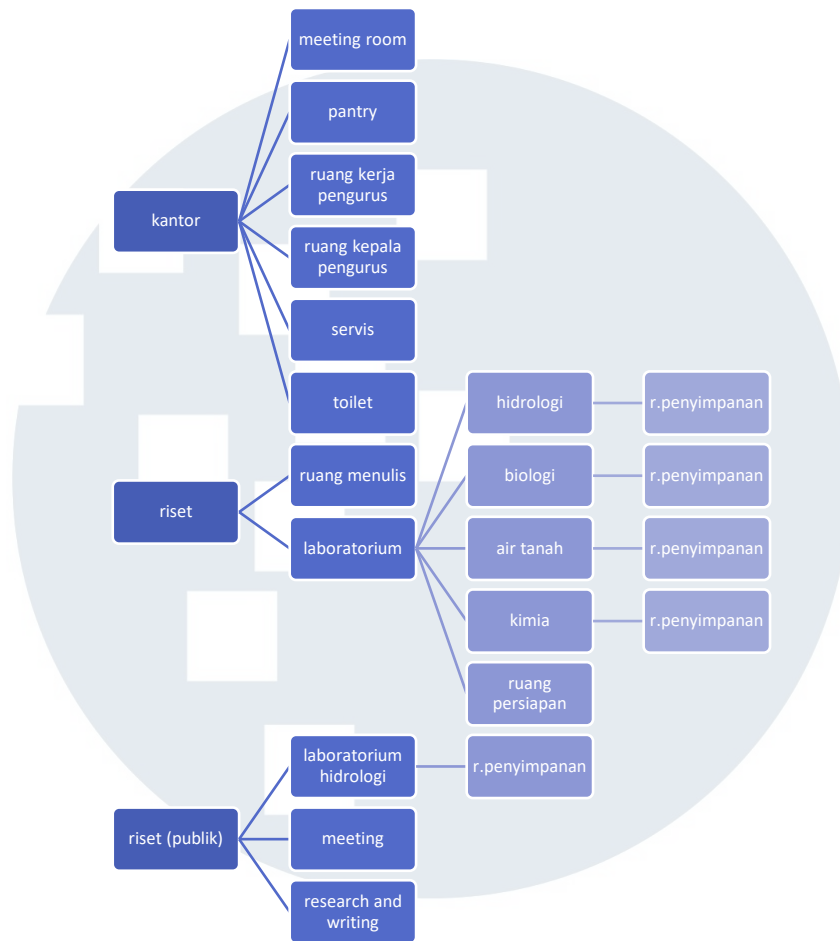 meeting room
pantry
ruang kerja
pengurus
kantor
ruang kepala
pengurus
servis
toilet
hidrologi
r.penyimpanan
ruang menulis
biologi
r.penyimpanan
riset
laboratorium
air tanah
r.penyimpanan
kimia
r.penyimpanan
ruang
persiapan
laboratorium
hidrologi
r.penyimpanan
riset (publik)
meeting
research and
writing